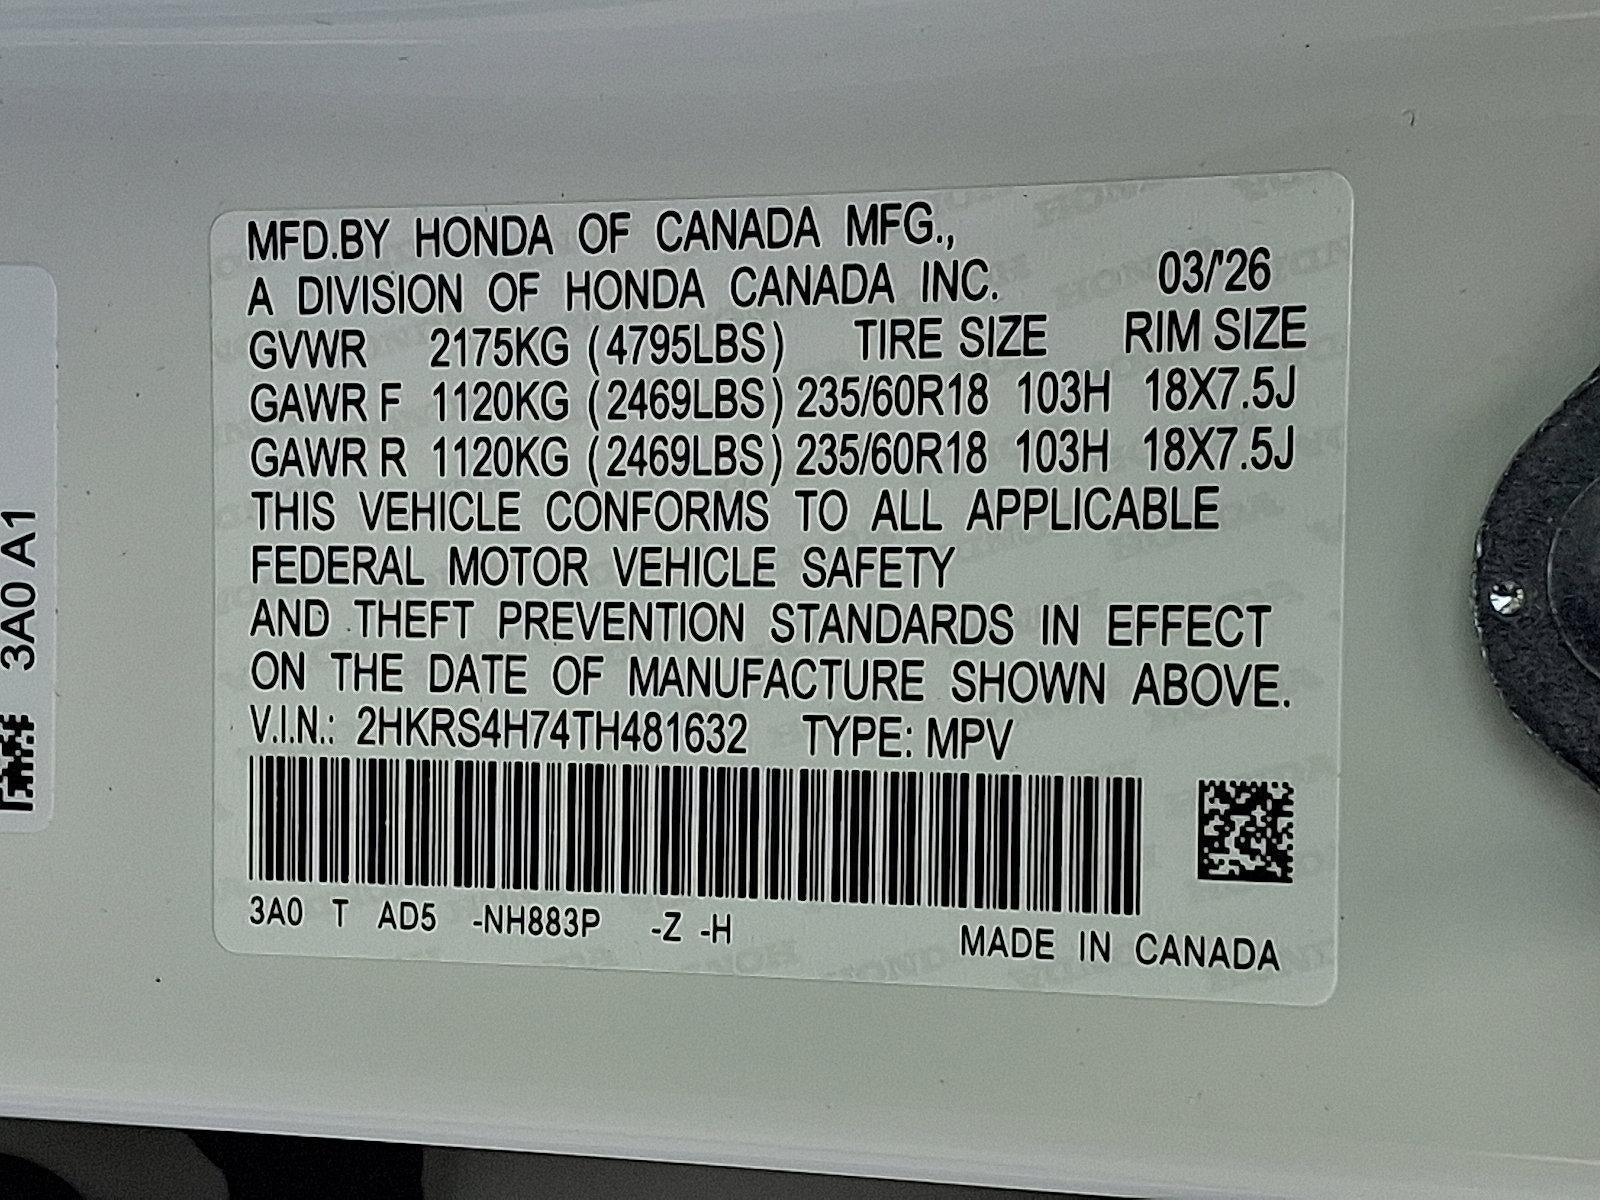 MFD.BY HONDA OF CANADA MFG.,
A DIVISION OF HONDA CANADA INC. 03/'26
GVWR 2175KG (4795LBS) TIRE SIZE RIM SIZE
GAWR F 1120KG (2469LBS) 235/60R18 103H 18X7.5J
GAWR R 1120KG (2469LBS) 235/60R18 103H 18X7.5J
THIS VEHICLE CONFORMS TO ALL APPLICABLE
FEDERAL MOTOR VEHICLE SAFETY
AND THEFT PREVENTION STANDARDS IN EFFECT
ON THE DATE OF MANUFACTURE SHOWN ABOVE.
V.I.N.: 2HKRS4H74TH481632 TYPE: MPV
3A0 T AD5 -NH883P -Z -H
MADE IN CANADA
3A0 A1